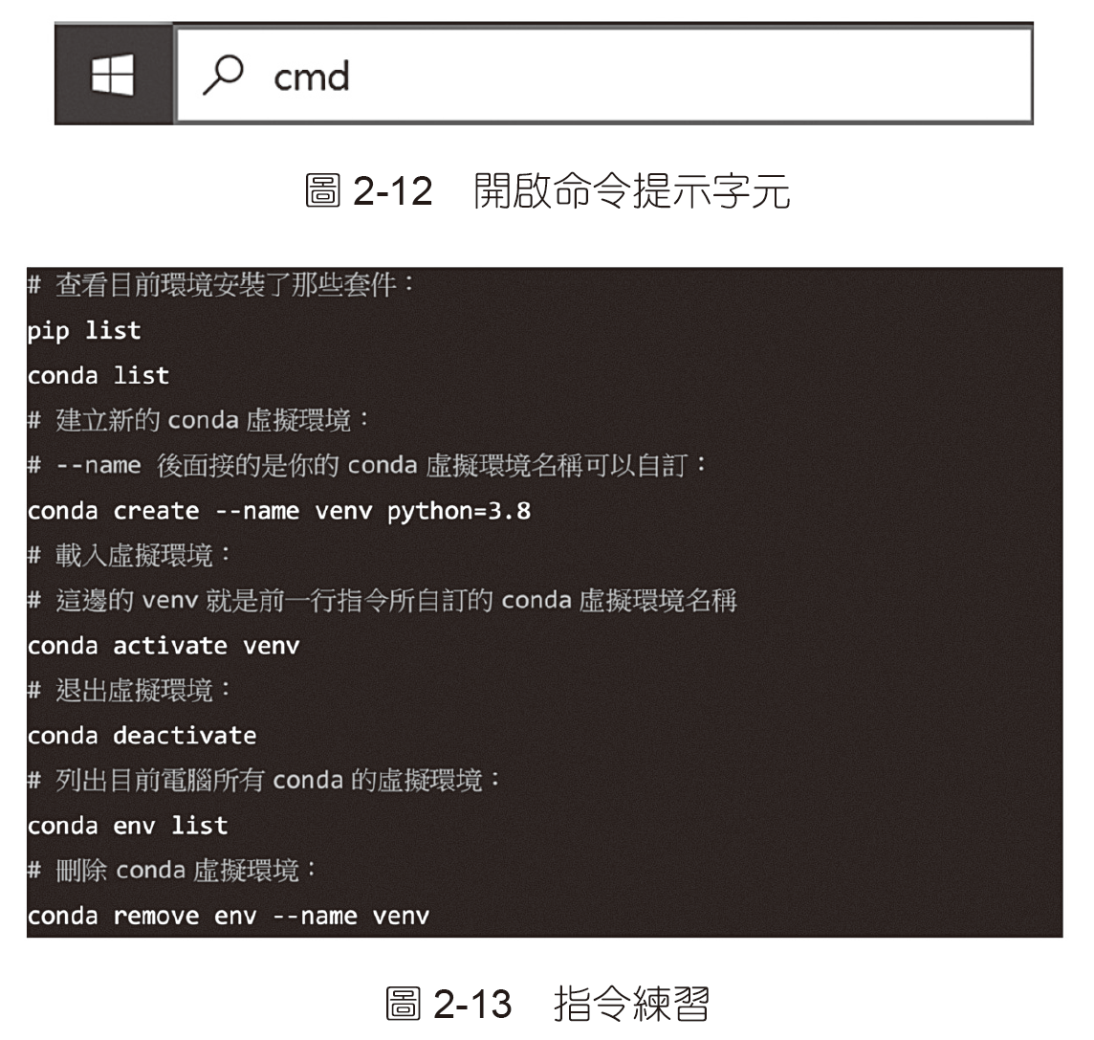 cmd
圖 2-12　開啟命令提示字元
# 查看目前環境安裝了那些套件：
pip list
conda list
# 建立新的 conda 虛擬環境：
# --name 後面接的是你的 conda 虛擬環境名稱可以自訂：
conda create --name venv python=3.8
# 載入虛擬環境：
# 這邊的 venv 就是前一行指令所自訂的 conda 虛擬環境名稱
conda activate venv
# 退出虛擬環境：
conda deactivate
# 列出目前電腦所有 conda 的虛擬環境：
conda env list
# 刪除 conda 虛擬環境：
conda remove env --name venv
圖 2-13　指令練習